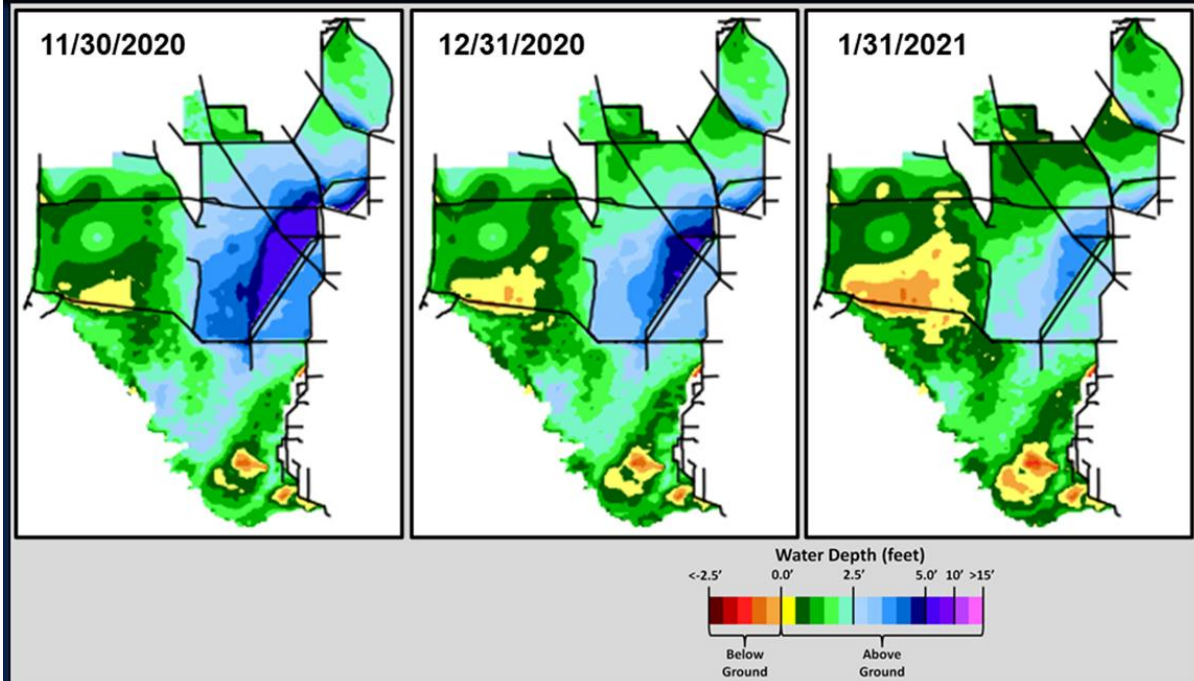 11/30/2020
12/31/2020
1/31/2021
Water Depth (feet)
<-2.5’ 0.0’ 2.5’ 5.0’ 10’ >15’
Below Above
Ground Ground